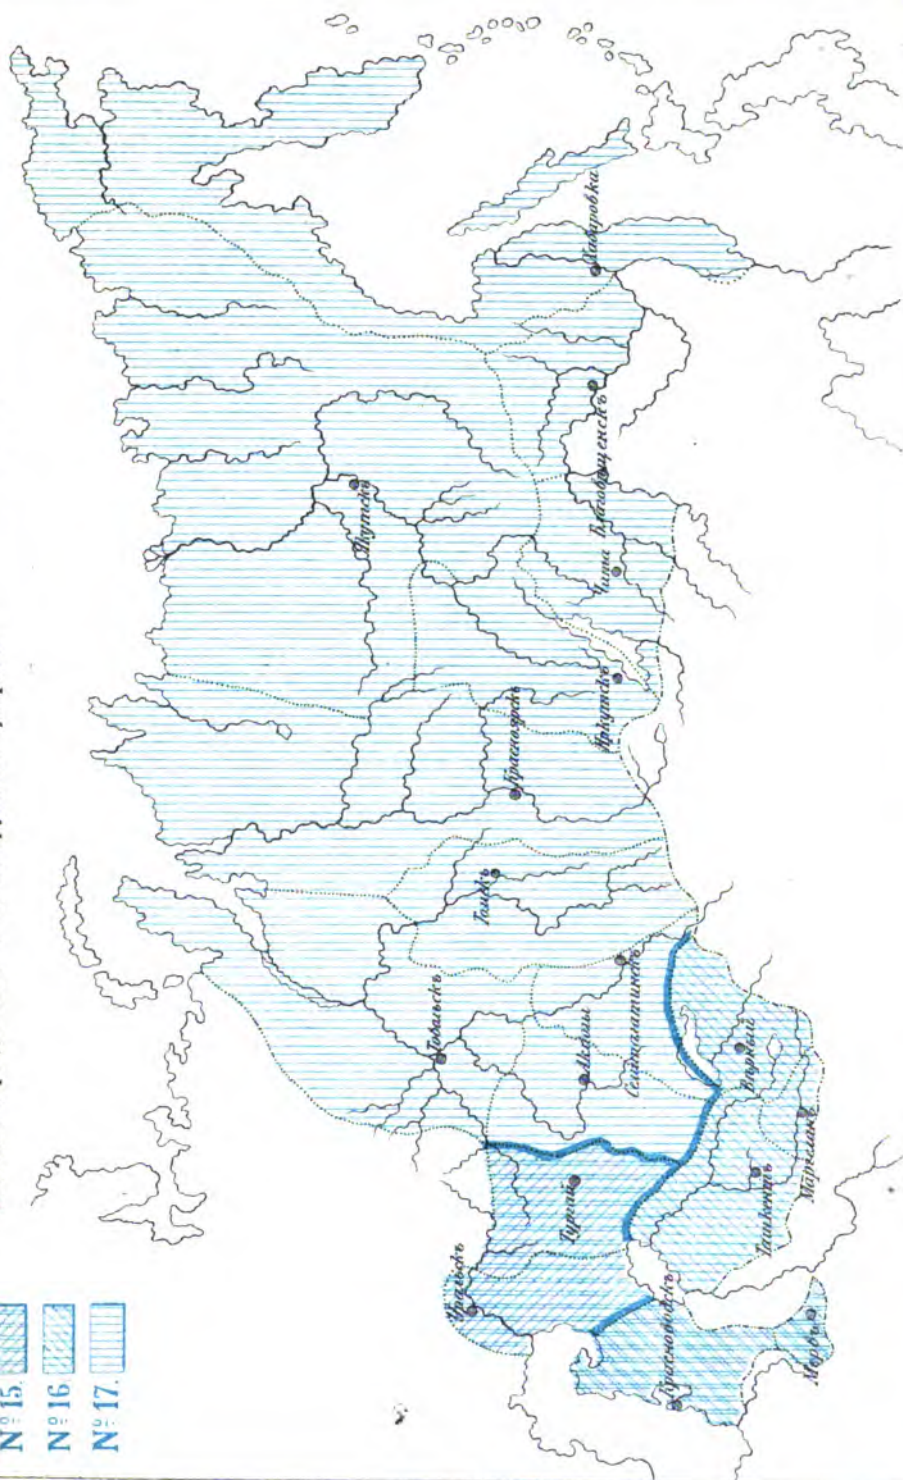 № 15.
№ 16
№ 17.
Уральскъ
Тургай
Красноводскъ
Мервъ
Ташкентъ
Маргеланъ
Вѣрный
Тобольскъ
Акмолы
Семипалатинскъ
Томскъ
Красноярскъ
Иркутскъ
Якутскъ
Чита
Благовѣщенскъ
Хабаровка